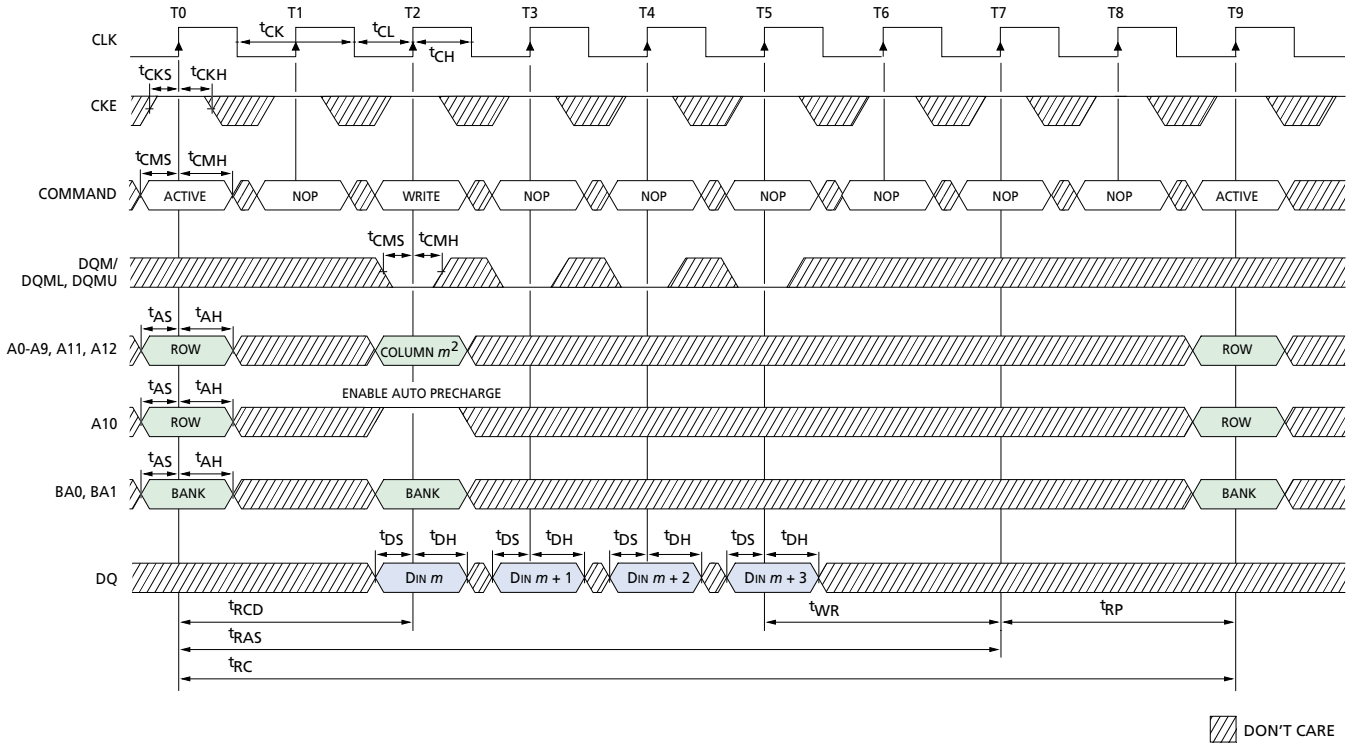 T0 T1 T2 T3 T4 T5 T6 T7 T8 T9
CLK
tCK tCL
tCH
tCKS tCKH
CKE
tCMS tCMH
COMMAND ACTIVE NOP WRITE NOP NOP NOP NOP NOP NOP ACTIVE
tCMS tCMH
DQM/
DQML, DQMU
tAS tAH
A0-A9, A11, A12 ROW COLUMN m2 ROW
tAS tAH
ENABLE AUTO PRECHARGE
A10 ROW ROW
tAS tAH
BA0, BA1 BANK BANK BANK
tDS tDH tDS tDH tDS tDH tDS tDH
DQ DIN m DIN m + 1 DIN m + 2 DIN m + 3
tRCD tWR tRP
tRAS
tRC
DON'T CARE